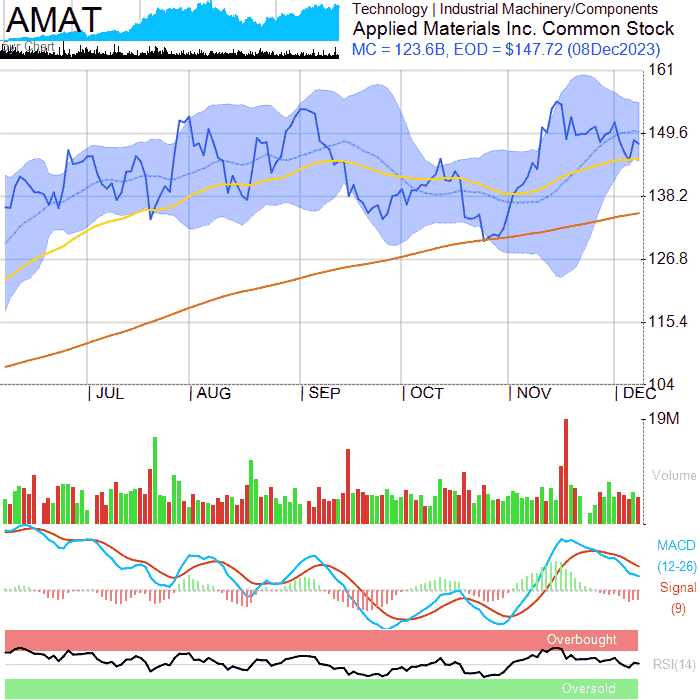 AMAT
Technology | Industrial Machinery/Components
Applied Materials Inc. Common Stock
MC = 123.6B, EOD = $147.72 (08Dec2023)
Chart
161
149.6
138.2
126.8
115.4
104
JUL AUG SEP OCT NOV DEC
19M
Volume
MACD
(12-26)
Signal
(9)
Overbought
RSI(14)
Oversold